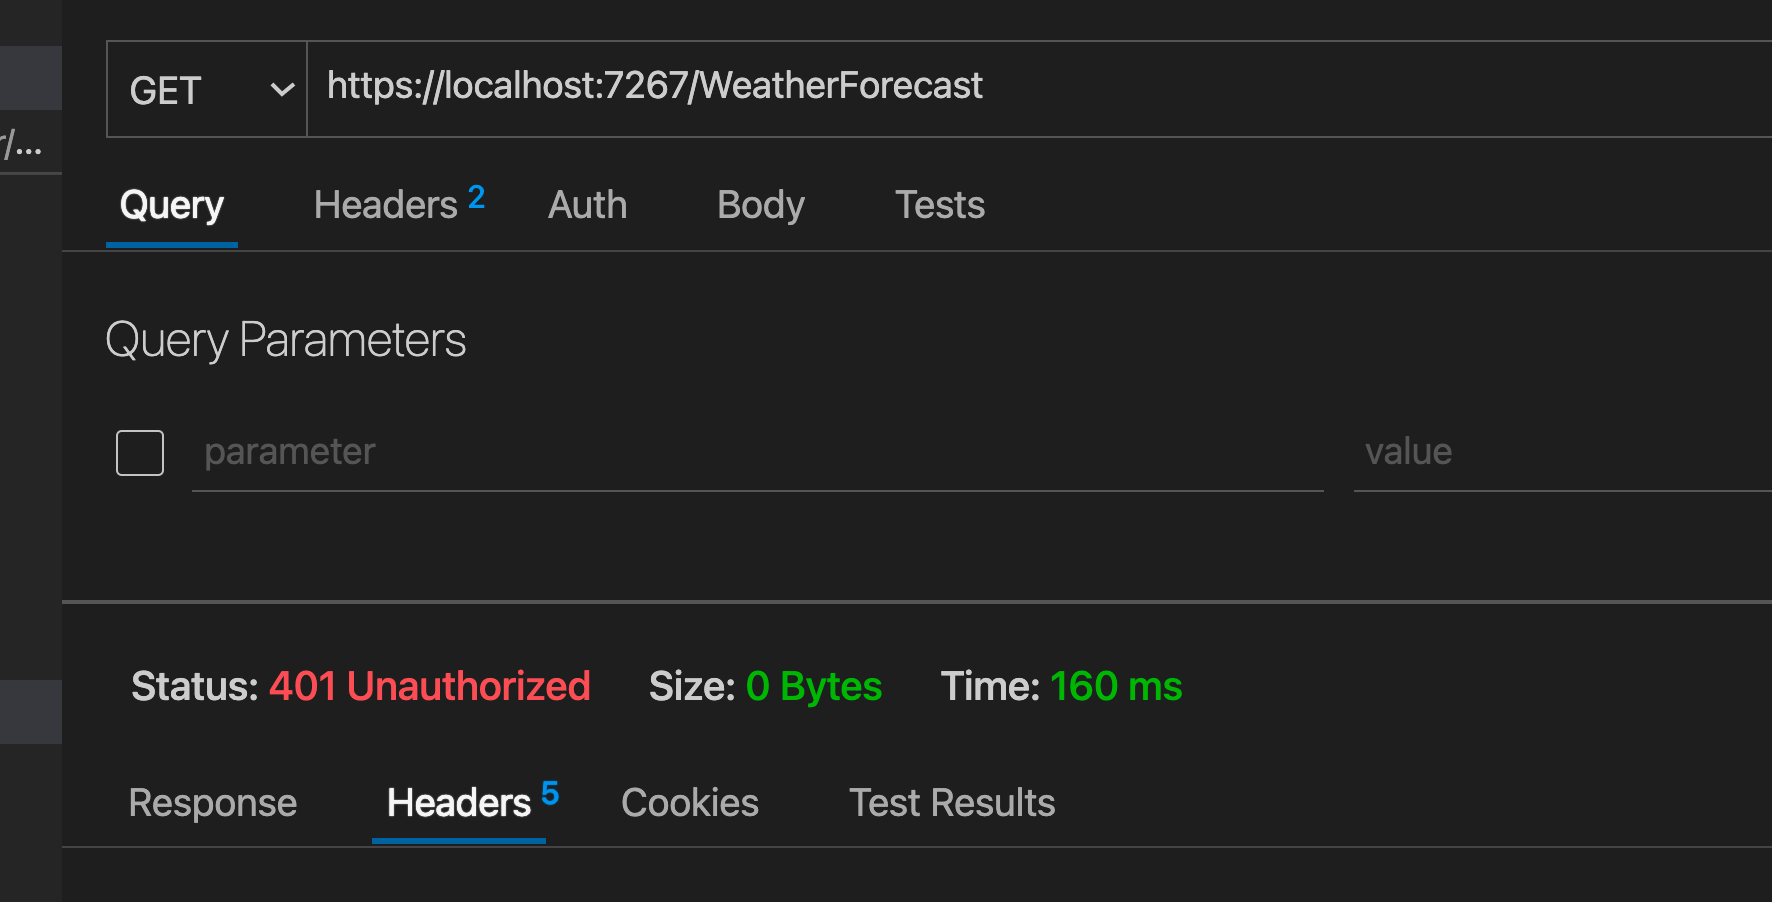 GET https://localhost:7267/WeatherForecast
r/...
Query Headers 2 Auth Body Tests
Query Parameters
parameter value
Status: 401 Unauthorized Size: 0 Bytes Time: 160 ms
Response Headers 5 Cookies Test Results